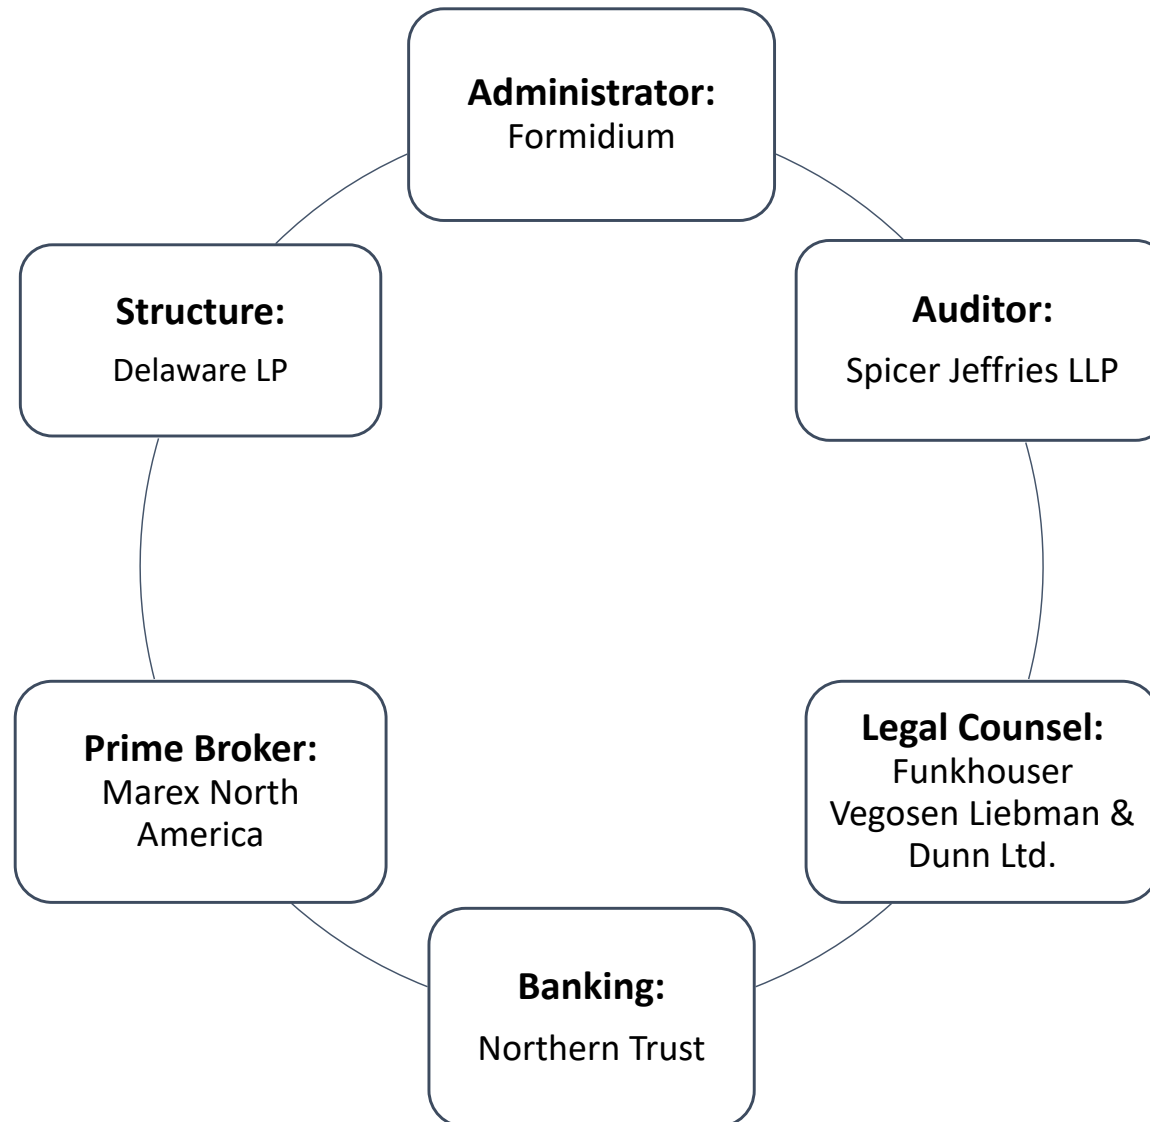 Administrator:
Formidium
Structure:
Delaware LP
Auditor:
Spicer Jeffries LLP
Prime Broker:
Marex North
America
Legal Counsel:
Funkhouser
Vegosen Liebman &
Dunn Ltd.
Banking:
Northern Trust